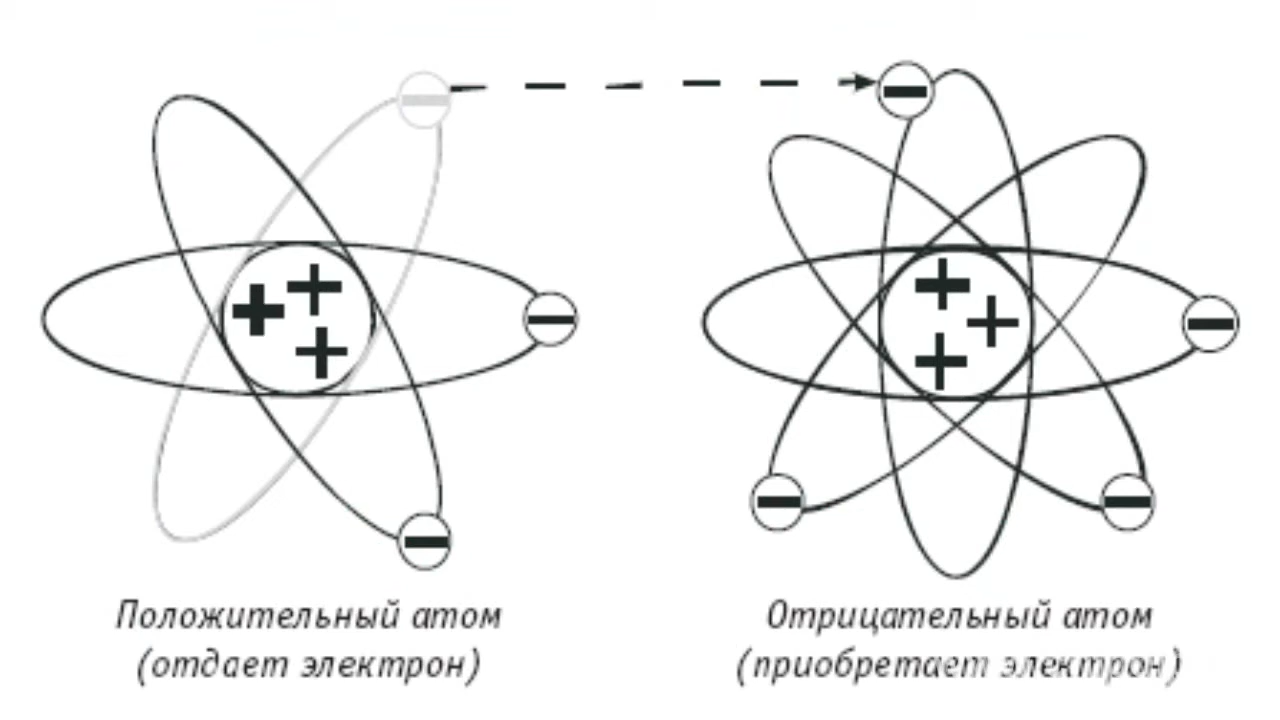 Положительный атом
(отдает электрон)
Отрицательный атом
(приобретает электрон)